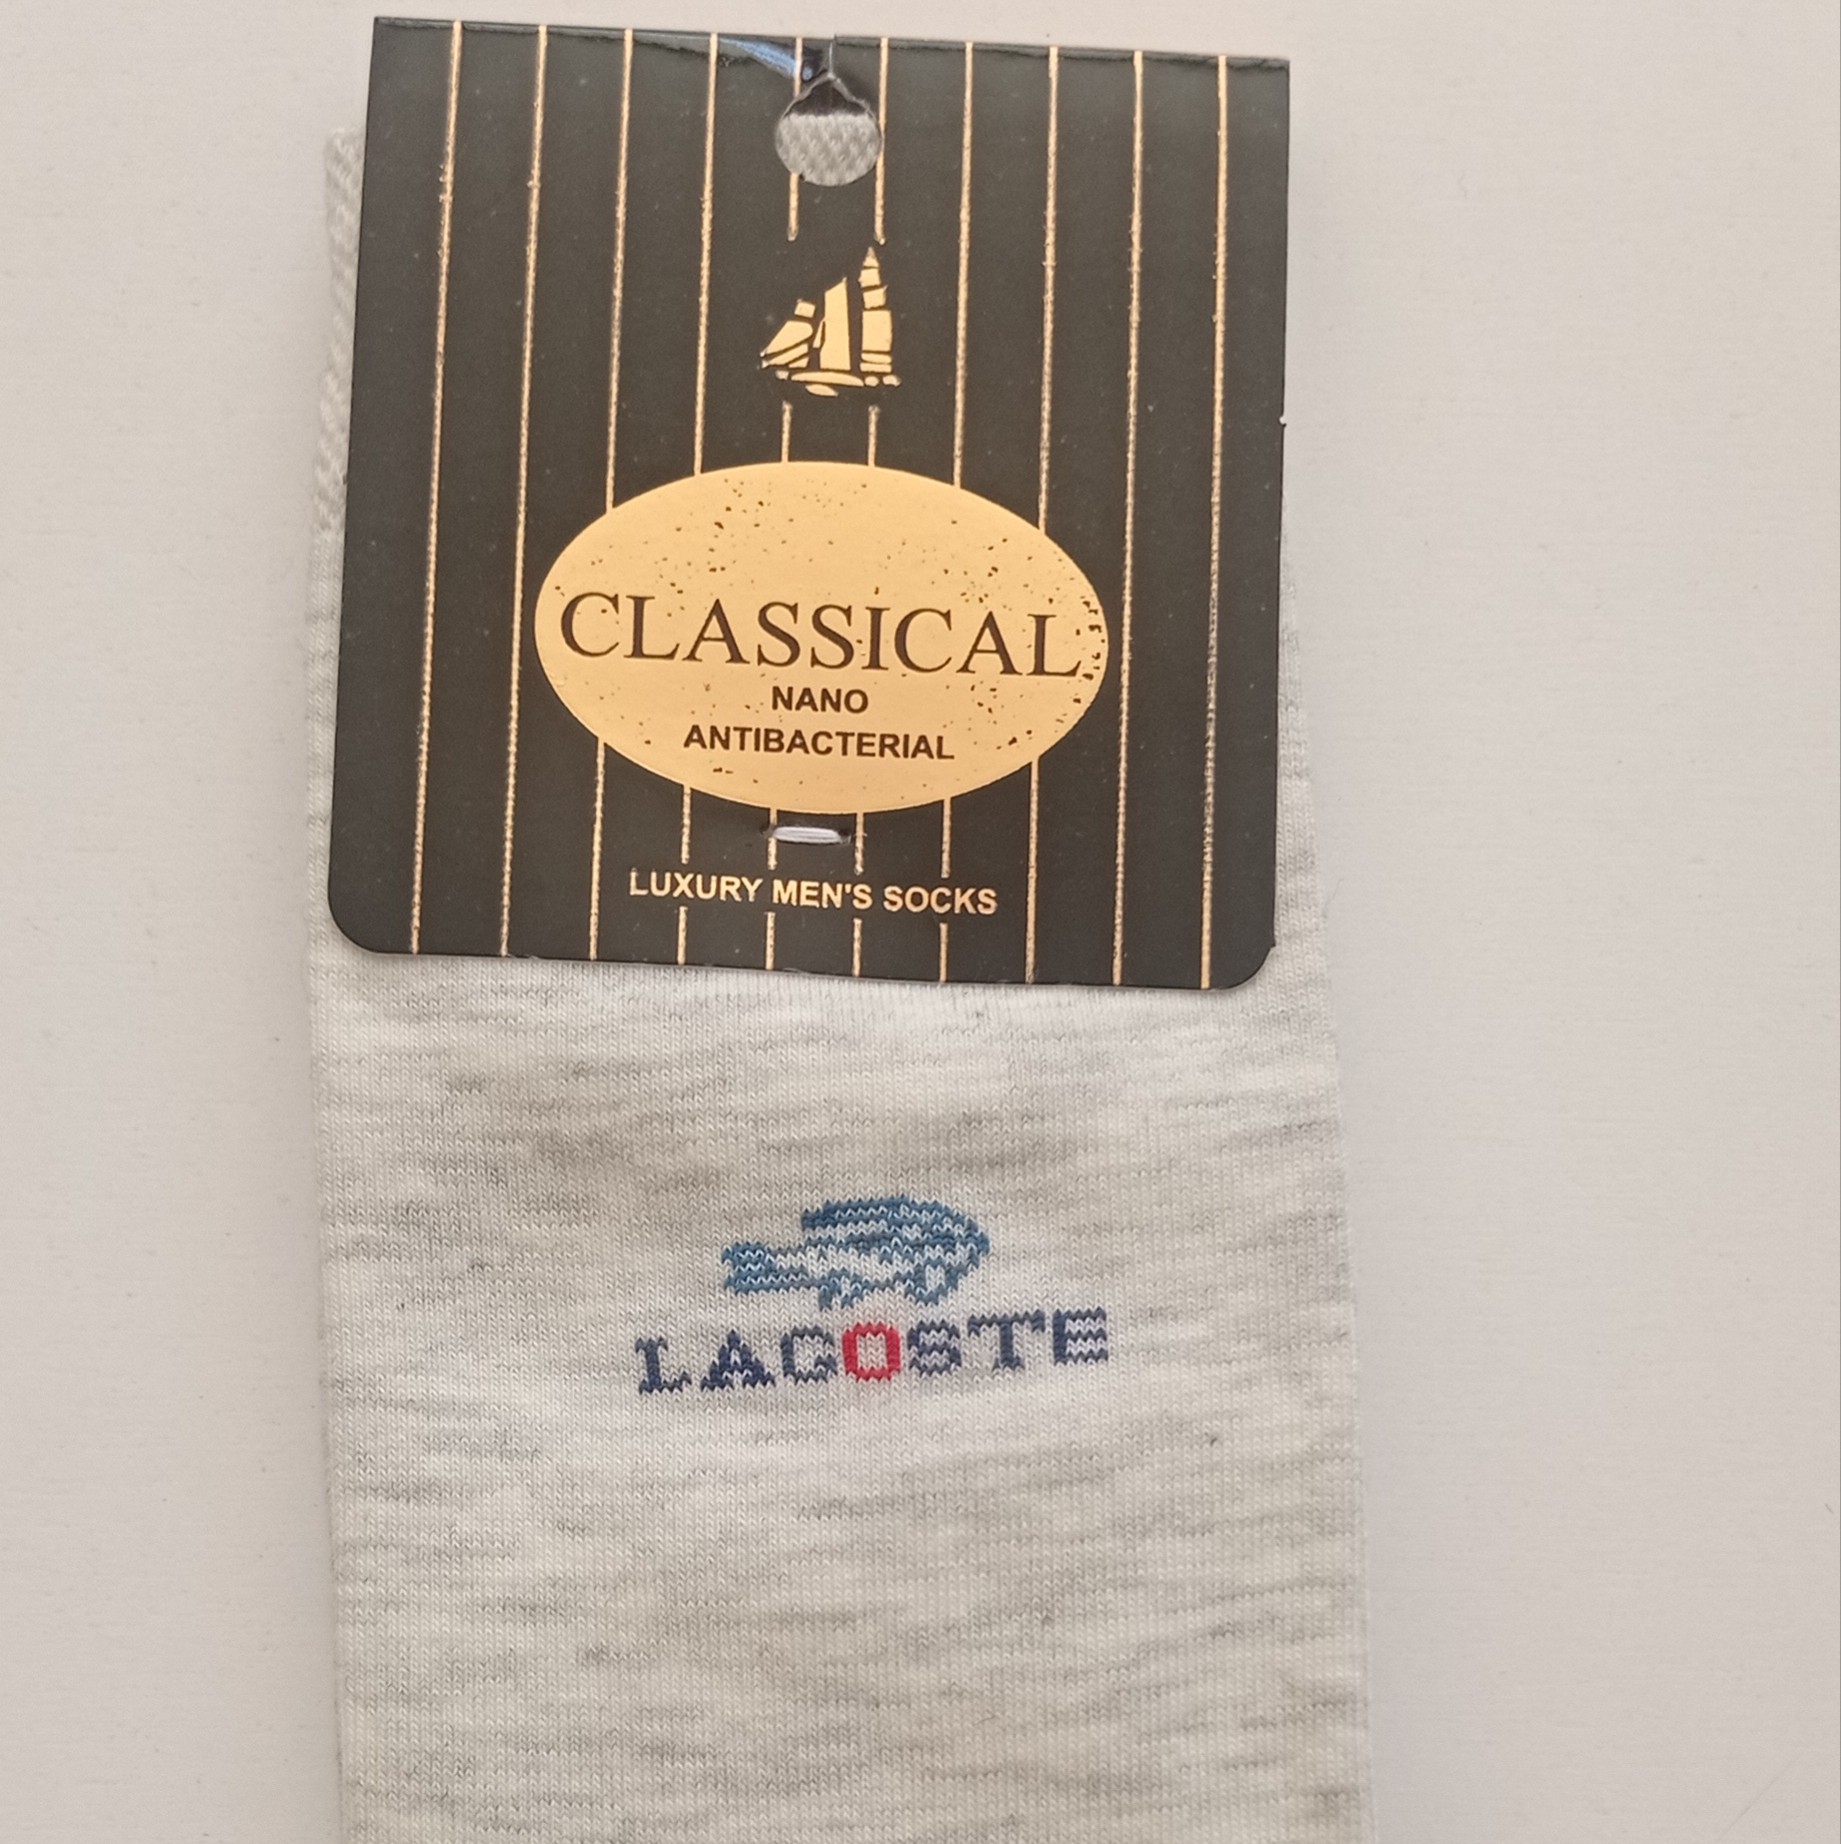 CLASSICAL
NANO
ANTIBACTERIAL
LUXURY MEN'S SOCKS
LACOSTE